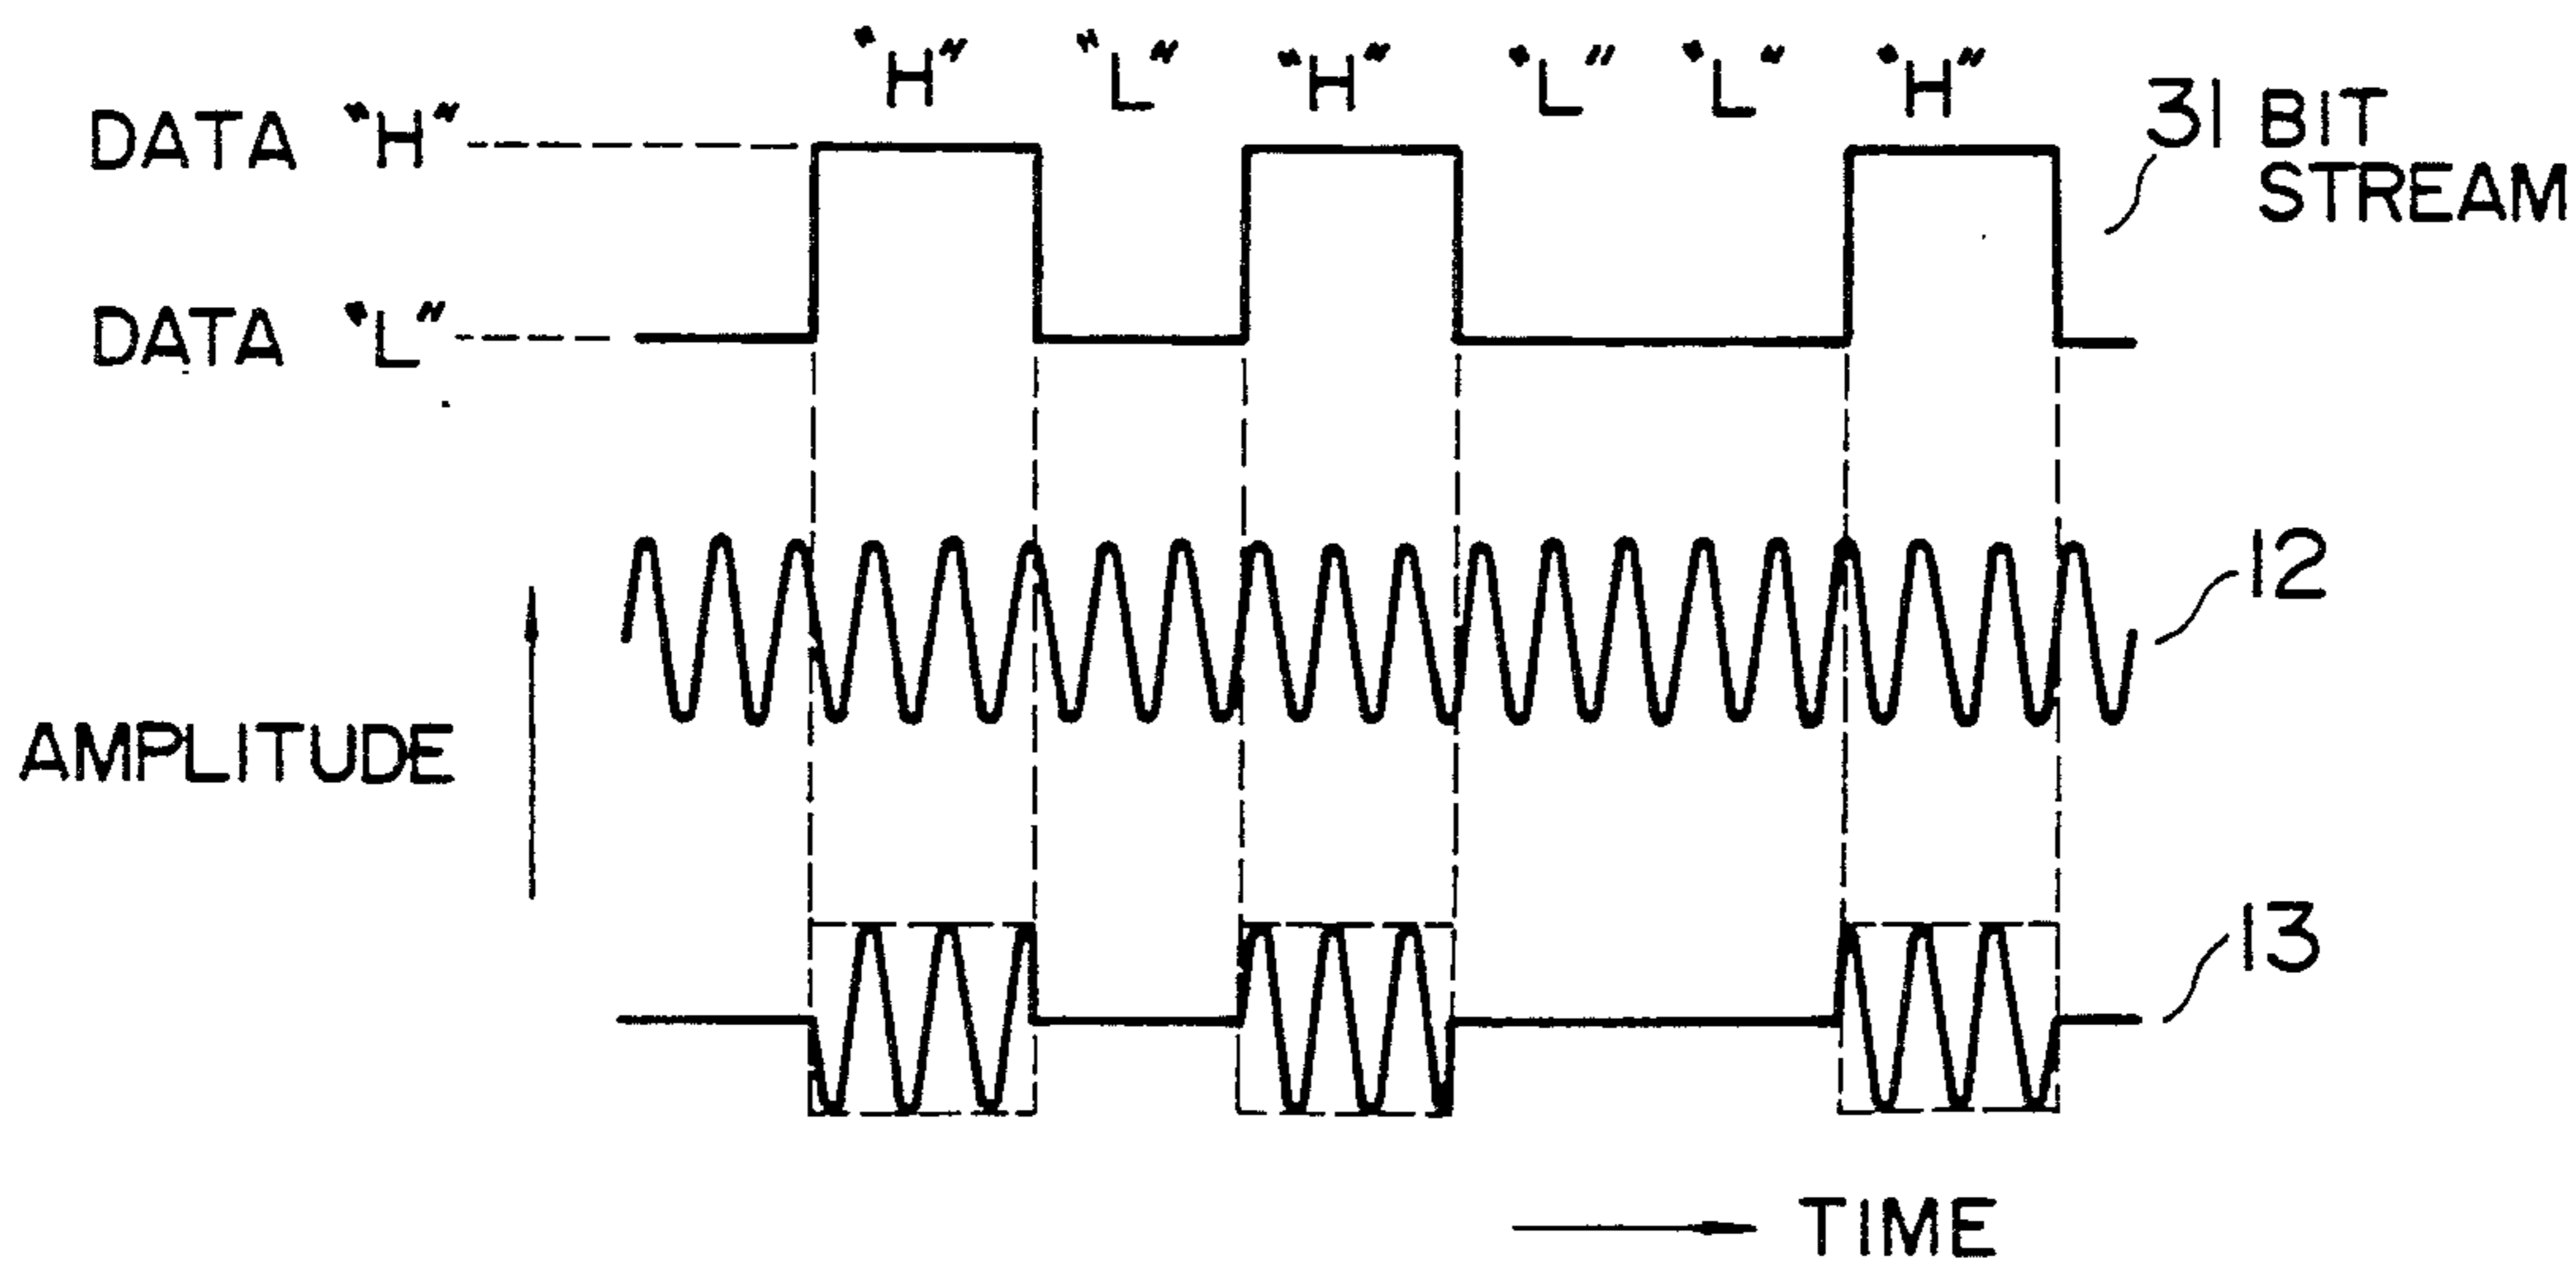 "H" "L" "H" "L" "L" "H"
DATA "H"
31 BIT STREAM
DATA "L"
12
AMPLITUDE
13
TIME